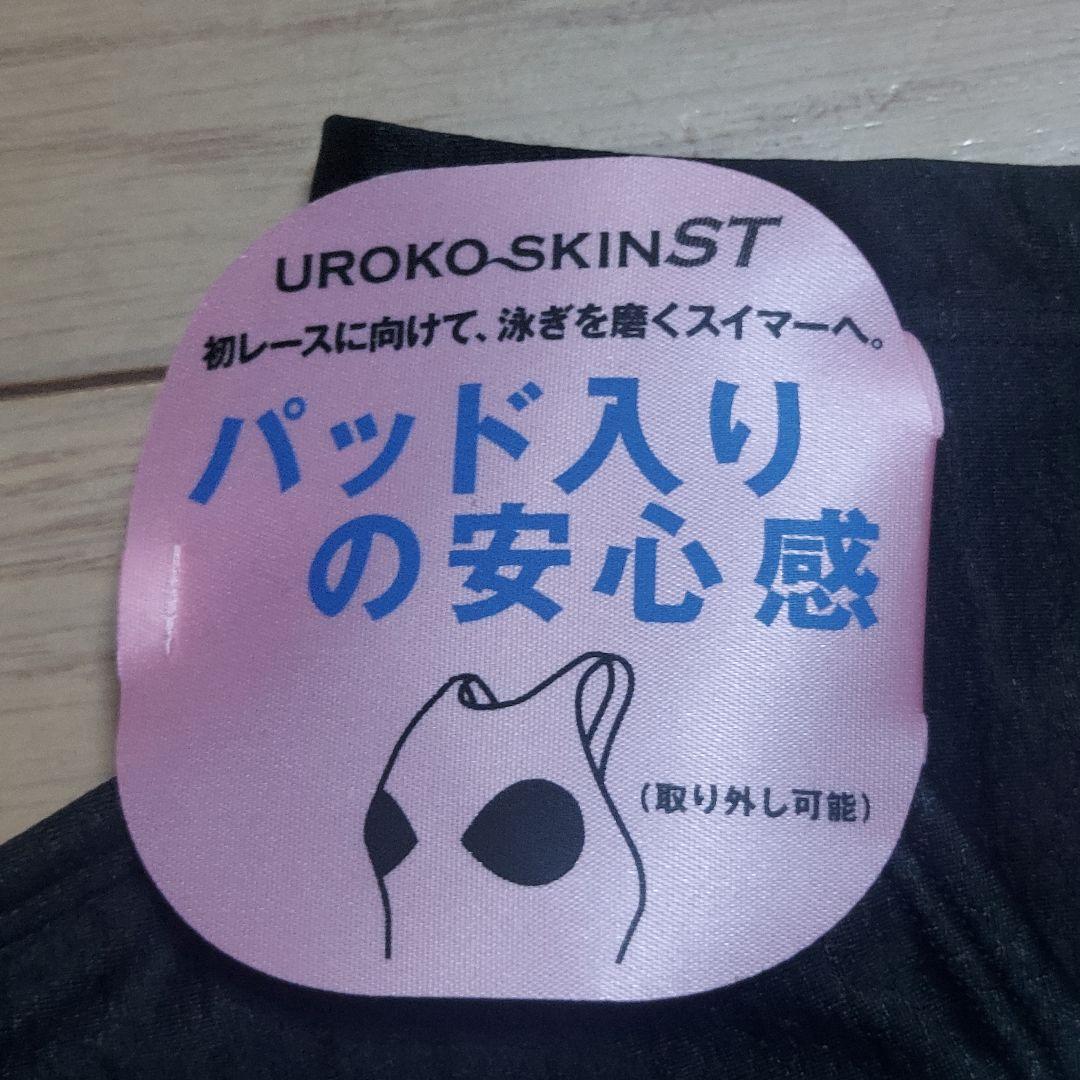 UROKO-SKIN ST
初レースに向けて、泳ぎを磨くスイマーへ。
パッド入り
の安心感
(取り外し可能)